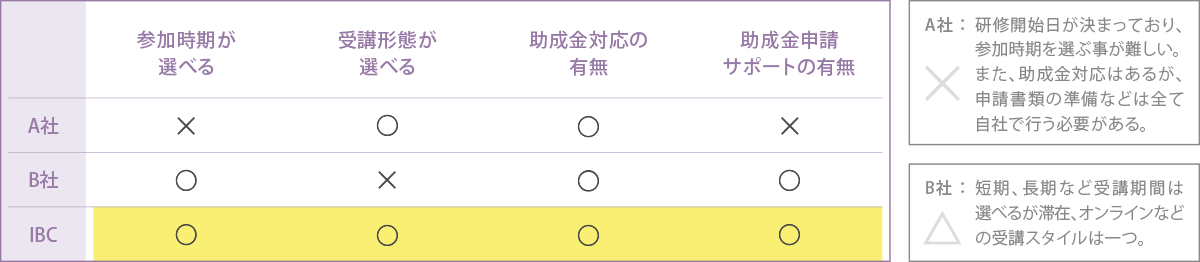 参加時期が
選べる
受講形態が
選べる
助成金対応の
有無
助成金申請
サポートの有無
A社 × ○ ○ ×
B社 ○ × ○ ○
IBC ○ ○ ○ ○
A社： 研修開始日が決まっており、
参加時期を選ぶ事が難しい。
また、助成金対応はあるが、
申請書類の準備などは全て
自社で行う必要がある。
×
B社： 短期、長期など受講期間は
選べるが滞在、オンラインなど
の受講スタイルは一つ。
△